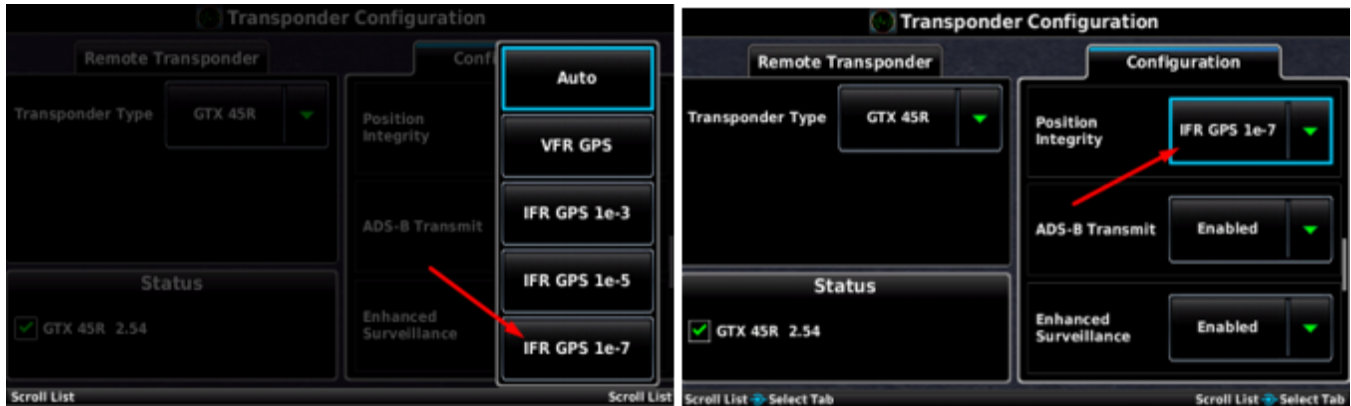 Transponder Configuration
Remote Transponder
Confi
Transponder Type
GTX 45R
Position
Integrity
ADS-B Transmit
Enhanced
Surveillance
Auto
VFR GPS
IFR GPS 1e-3
IFR GPS 1e-5
IFR GPS 1e-7
Status
GTX 45R 2.54
Scroll List
Scroll List
Transponder Configuration
Remote Transponder
Configuration
Transponder Type
GTX 45R
Position
Integrity
IFR GPS 1e-7
ADS-B Transmit
Enabled
Enhanced
Surveillance
Enabled
Status
GTX 45R 2.54
Scroll List Select Tab
Scroll List Select Tab